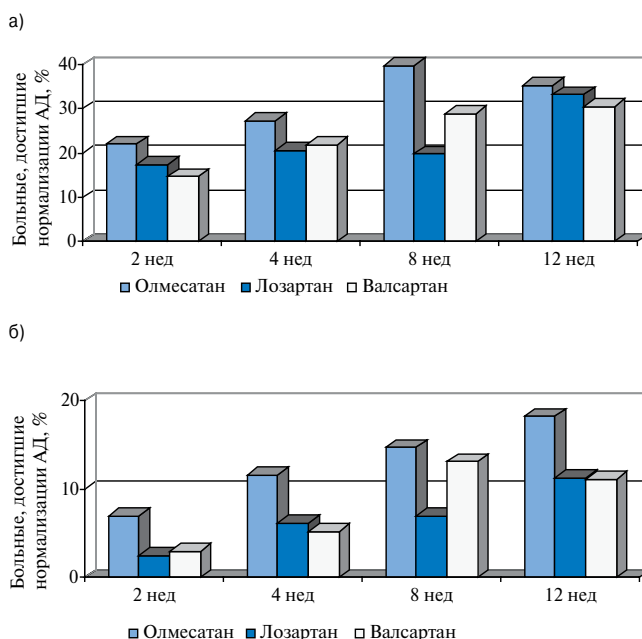 а)
Больные, достигшие
нормализации АД, %
40
30
20
10
0
2 нед 4 нед 8 нед 12 нед
Олмесатан Лозартан Валсартан
б)
Больные, достигшие
нормализации АД, %
20
10
0
2 нед 4 нед 8 нед 12 нед
Олмесатан Лозартан Валсартан